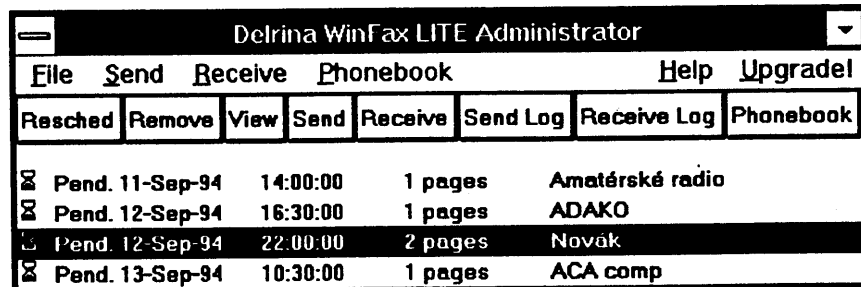 Delrina WinFax LITE Administrator
File Send Receive Phonebook Help Upgrade!
Resched Remove View Send Receive Send Log Receive Log Phonebook
Pend. 11-Sep-94 14:00:00 1 pages Amatérské radio
Pend. 12-Sep-94 16:30:00 1 pages ADAKO
Pend. 12-Sep-94 22:00:00 2 pages Novák
Pend. 13-Sep-94 10:30:00 1 pages ACA comp